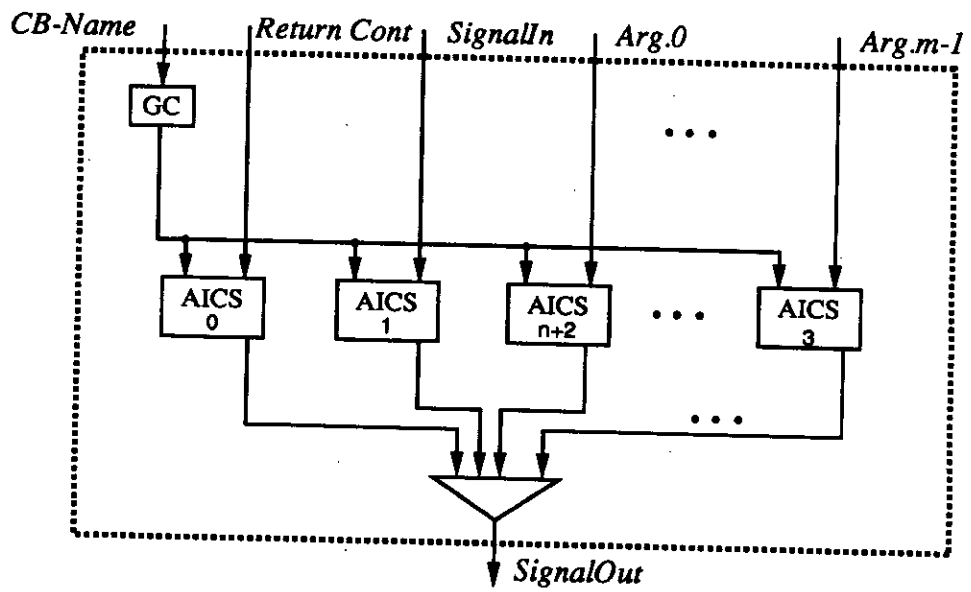 CB-Name
Return Cont
SignalIn
Arg.0
Arg.m-1
GC
• • •
AICS
0
AICS
1
AICS
n+2
• • •
AICS
3
• • •
SignalOut